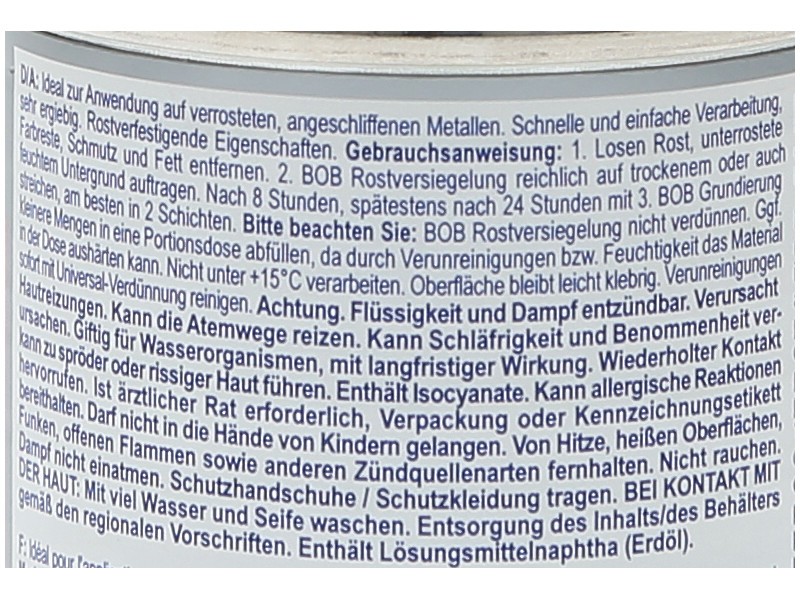 D/A: Ideal zur Anwendung auf verrosteten, angeschliffenen Metallen. Schnelle und einfache Verarbeitung,
sehr ergiebig. Rostverfestigende Eigenschaften. Gebrauchsanweisung: 1. Losen Rost, unterrostete
Farbreste, Schmutz und Fett entfernen. 2. BOB Rostversiegelung reichlich auf trockenem oder auch
feuchtem Untergrund auftragen. Nach 8 Stunden, spätestens nach 24 Stunden mit 3. BOB Grundierung
streichen, am besten in 2 Schichten. Bitte beachten Sie: BOB Rostversiegelung nicht verdünnen. Ggf.
kleinere Mengen in eine Portionsdose abfüllen, da durch Verunreinigungen bzw. Feuchtigkeit das Material
in der Dose aushärten kann. Nicht unter +15°C verarbeiten. Oberfläche bleibt leicht klebrig. Verunreinigungen
sofort mit Universal-Verdünnung reinigen. Achtung. Flüssigkeit und Dampf entzündbar. Verursacht
Hautreizungen. Kann die Atemwege reizen. Kann Schläfrigkeit und Benommenheit ver-
ursachen. Giftig für Wasserorganismen, mit langfristiger Wirkung. Wiederholter Kontakt
kann zu spröder oder rissiger Haut führen. Enthält Isocyanate. Kann allergische Reaktionen
hervorrufen. Ist ärztlicher Rat erforderlich, Verpackung oder Kennzeichnungsetikett
bereithalten. Darf nicht in die Hände von Kindern gelangen. Von Hitze, heißen Oberflächen,
Funken, offenen Flammen sowie anderen Zündquellenarten fernhalten. Nicht rauchen.
Dampf nicht einatmen. Schutzhandschuhe / Schutzkleidung tragen. BEI KONTAKT MIT
DER HAUT: Mit viel Wasser und Seife waschen. Entsorgung des Inhalts/des Behälters
gemäß den regionalen Vorschriften. Enthält Lösungsmittelnaphtha (Erdöl).
F: Idéal pour